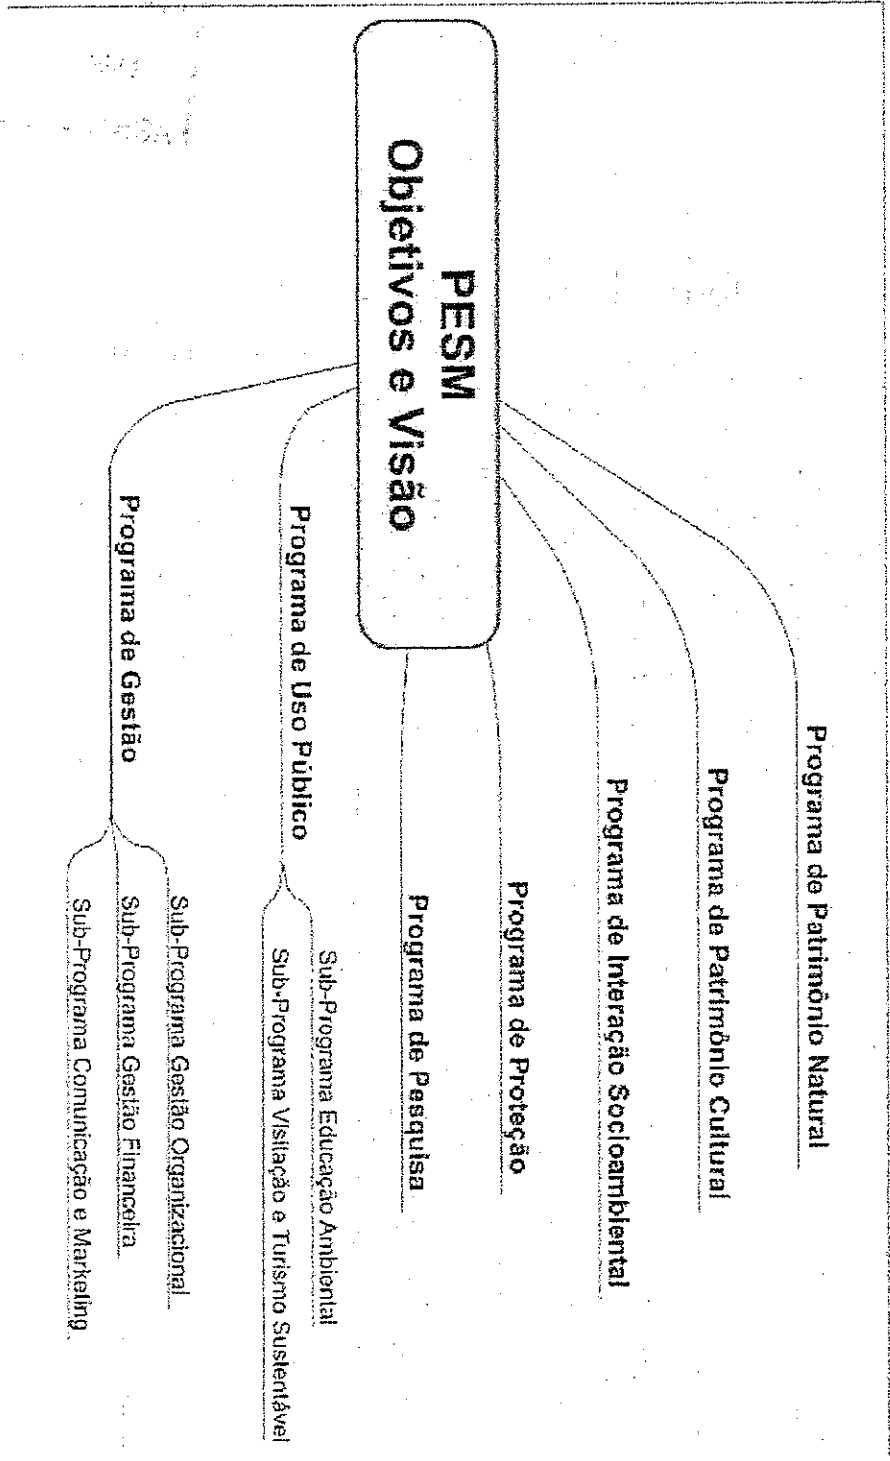 PESM
Objetivos e Visão
Programa de Patrimônio Natural
Programa de Patrimônio Cultural
Programa de Interação Socioambiental
Programa de Proteção
Programa de Pesquisa
Programa de Uso Público
Sub-Programa Educação Ambiental
Sub-Programa Visitação e Turismo Sustentável
Programa de Gestão
Sub-Programa Gestão Organizacional
Sub-Programa Gestão Financeira
Sub-Programa Comunicação e Marketing